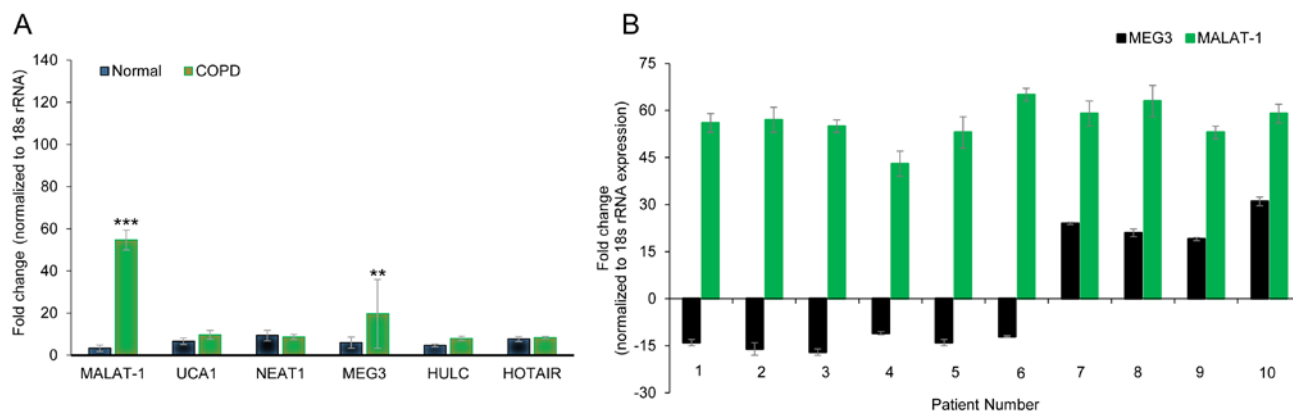 A
Fold change (normalized to 18s rRNA)
140
120
100
80
60
40
20
0
Normal
COPD
***
**
MALAT-1 UCA1 NEAT1 MEG3 HULC HOTAIR
B
MEG3
MALAT-1
Fold change
(normalized to 18s rRNA expression)
75
60
45
30
15
0
-15
-30
1 2 3 4 5 6 7 8 9 10
Patient Number